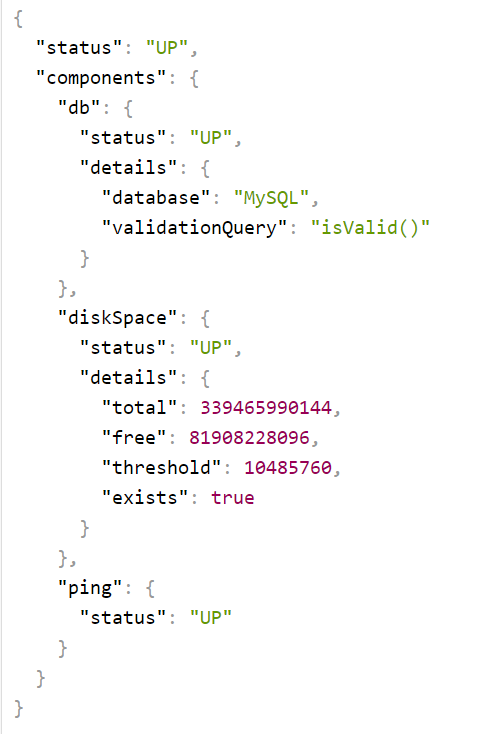 {
  "status": "UP",
  "components": {
    "db": {
      "status": "UP",
      "details": {
        "database": "MySQL",
        "validationQuery": "isValid()"
      }
    },
    "diskSpace": {
      "status": "UP",
      "details": {
        "total": 339465990144,
        "free": 81908228096,
        "threshold": 10485760,
        "exists": true
      }
    },
    "ping": {
      "status": "UP"
    }
  }
}